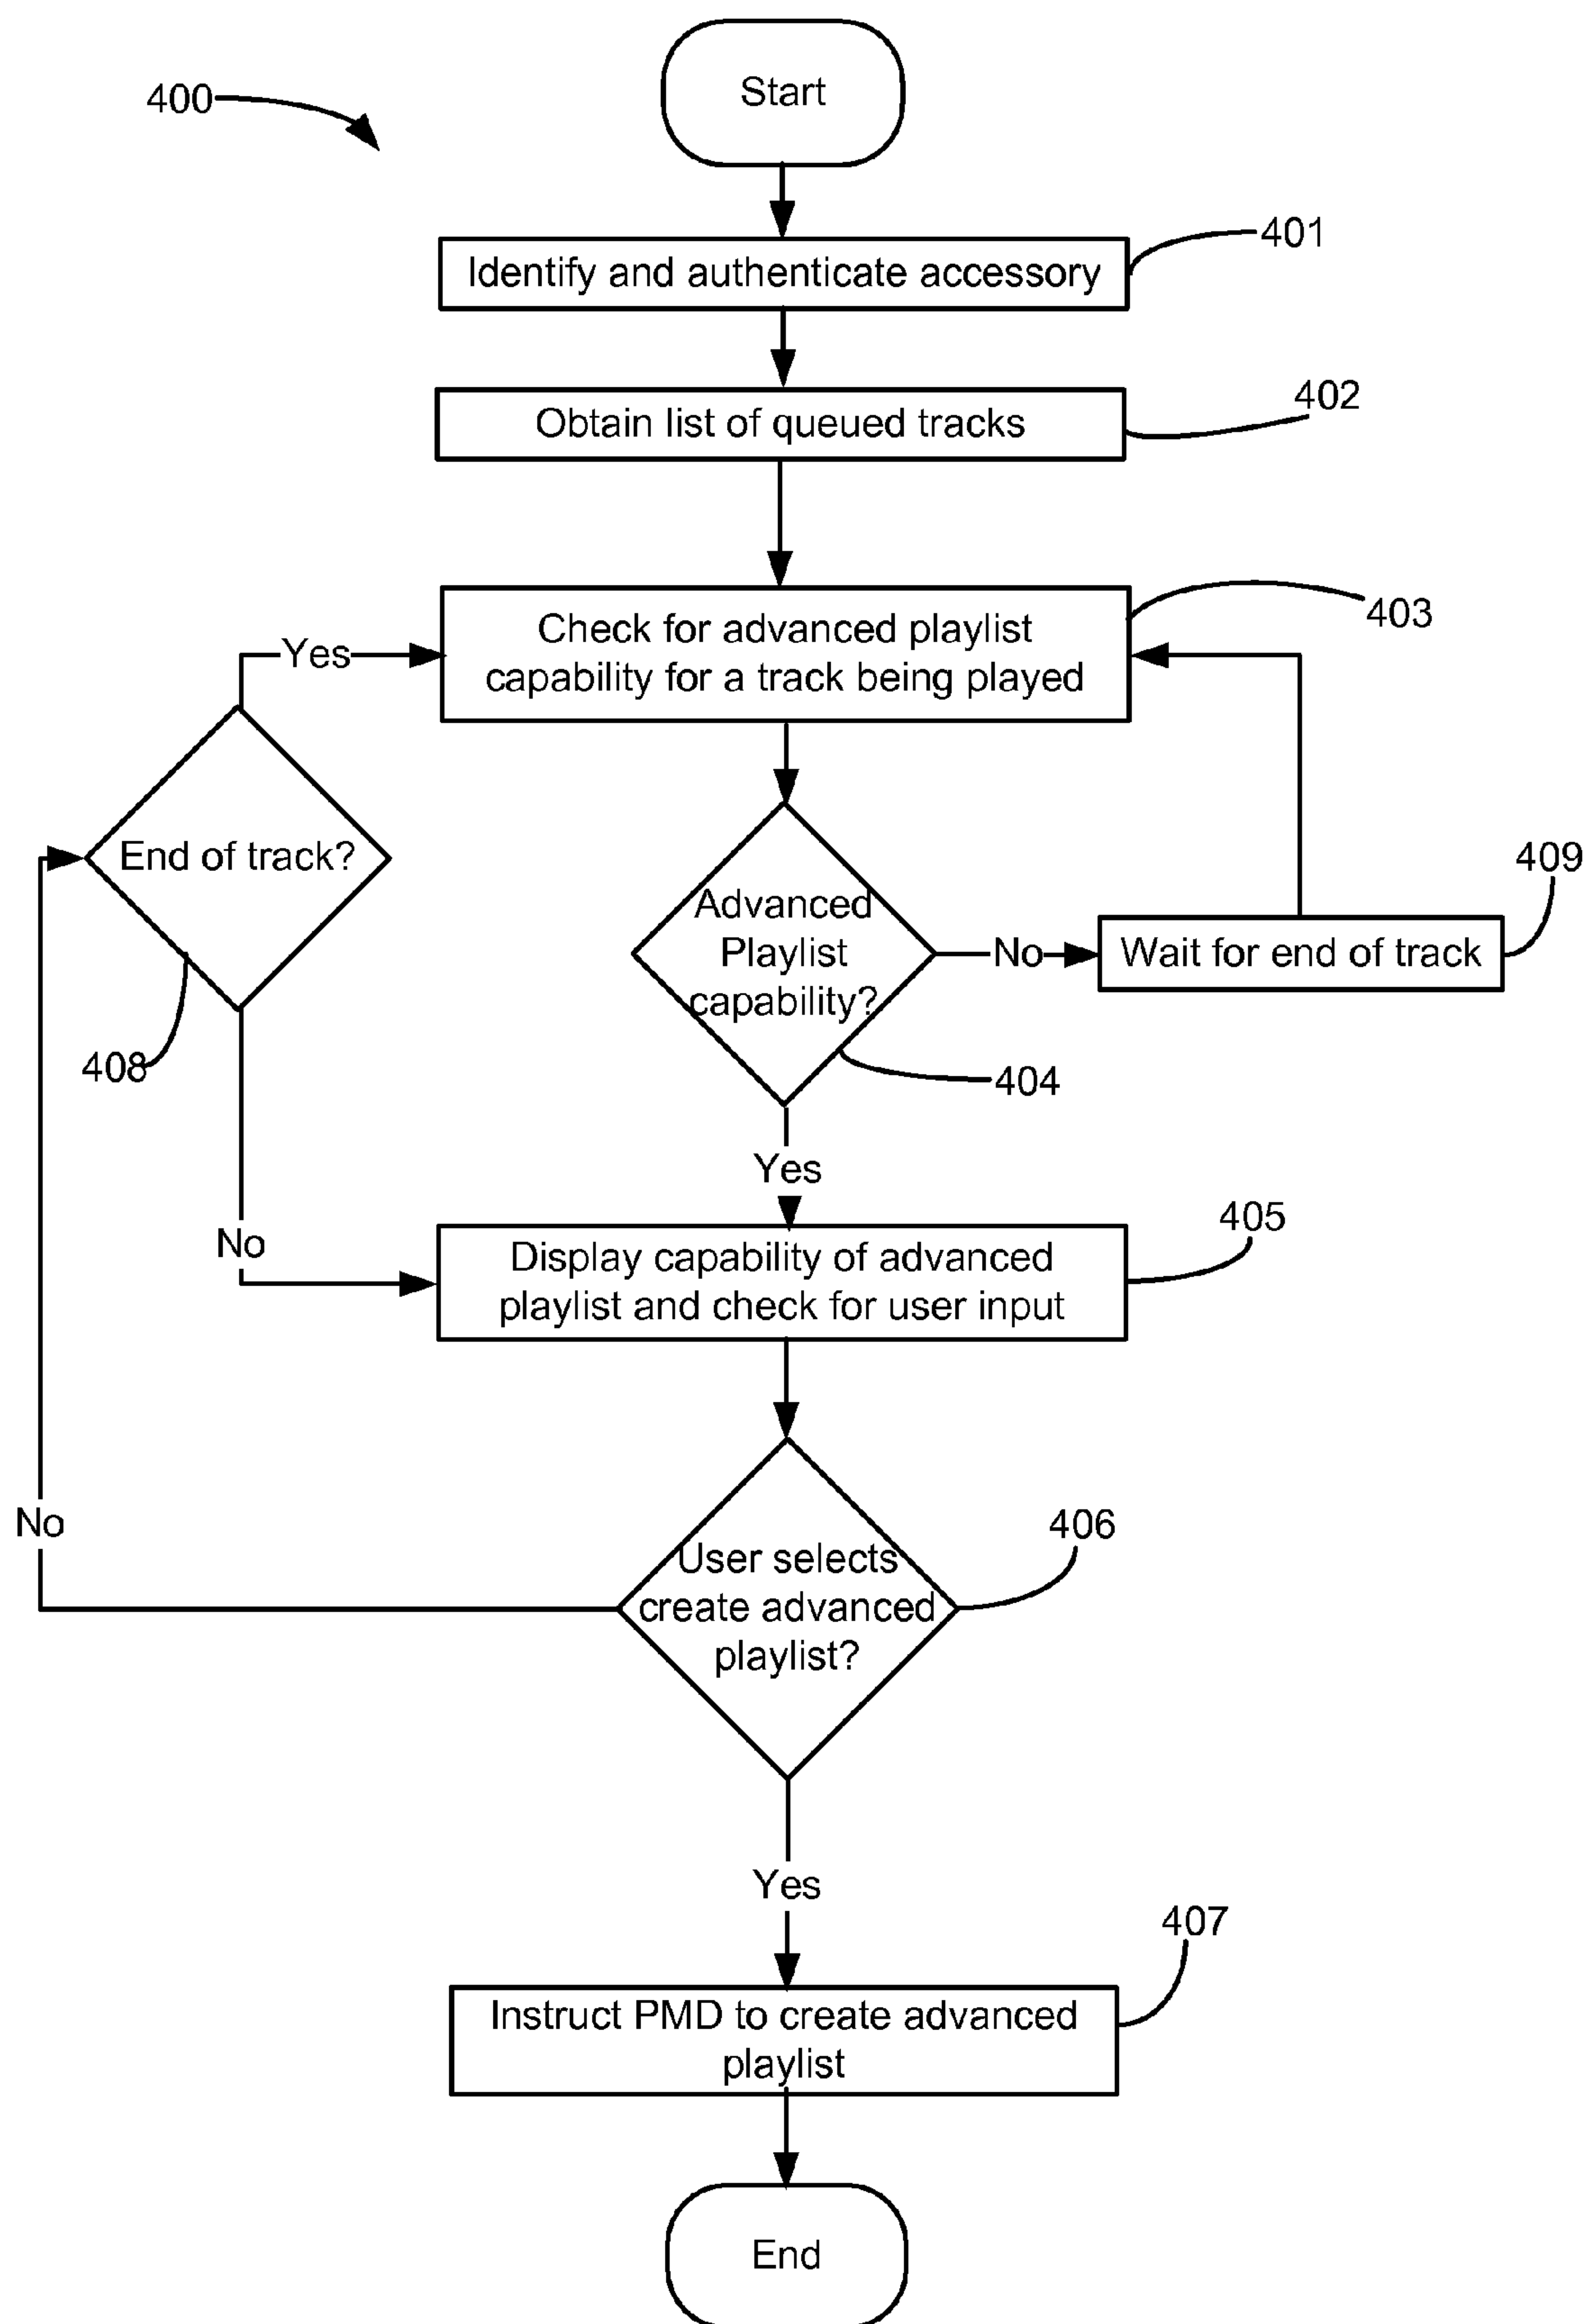 Start
400
401
Identify and authenticate accessory
402
Obtain list of queued tracks
403
Check for advanced playlist
capability for a track being played
Yes
End of track?
408
No
Advanced
Playlist
capability?
404
No
409
Wait for end of track
Yes
405
Display capability of advanced
playlist and check for user input
406
User selects
create advanced
playlist?
No
Yes
407
Instruct PMD to create advanced
playlist
End